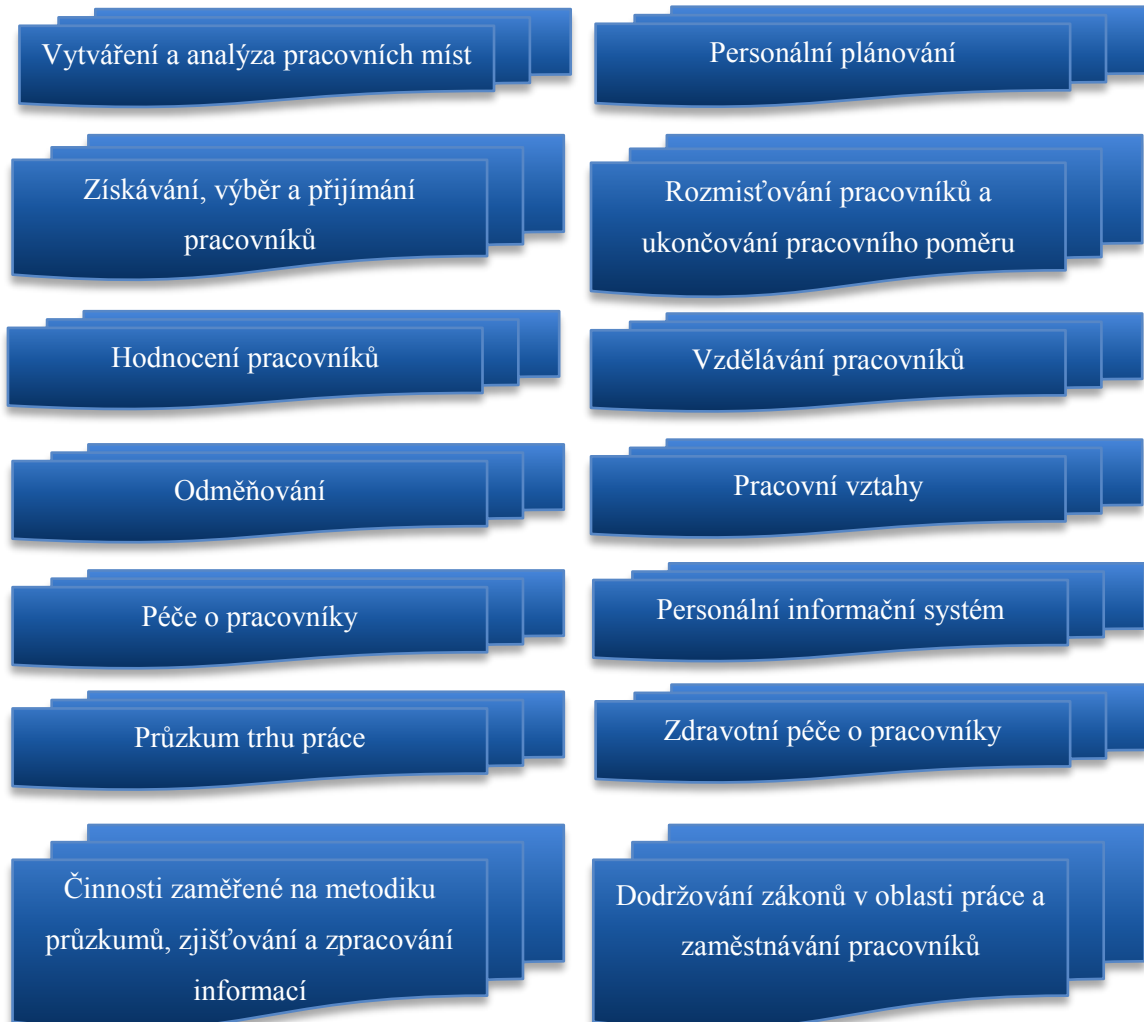 Vytváření a analýza pracovních míst
Personální plánování
Získávání, výběr a přijímání
pracovníků
Rozmisťování pracovníků a
ukončování pracovního poměru
Hodnocení pracovníků
Vzdělávání pracovníků
Odměňování
Pracovní vztahy
Péče o pracovníky
Personální informační systém
Průzkum trhu práce
Zdravotní péče o pracovníky
Činnosti zaměřené na metodiku
průzkumů, zjišťování a zpracování
informací
Dodržování zákonů v oblasti práce a
zaměstnávání pracovníků